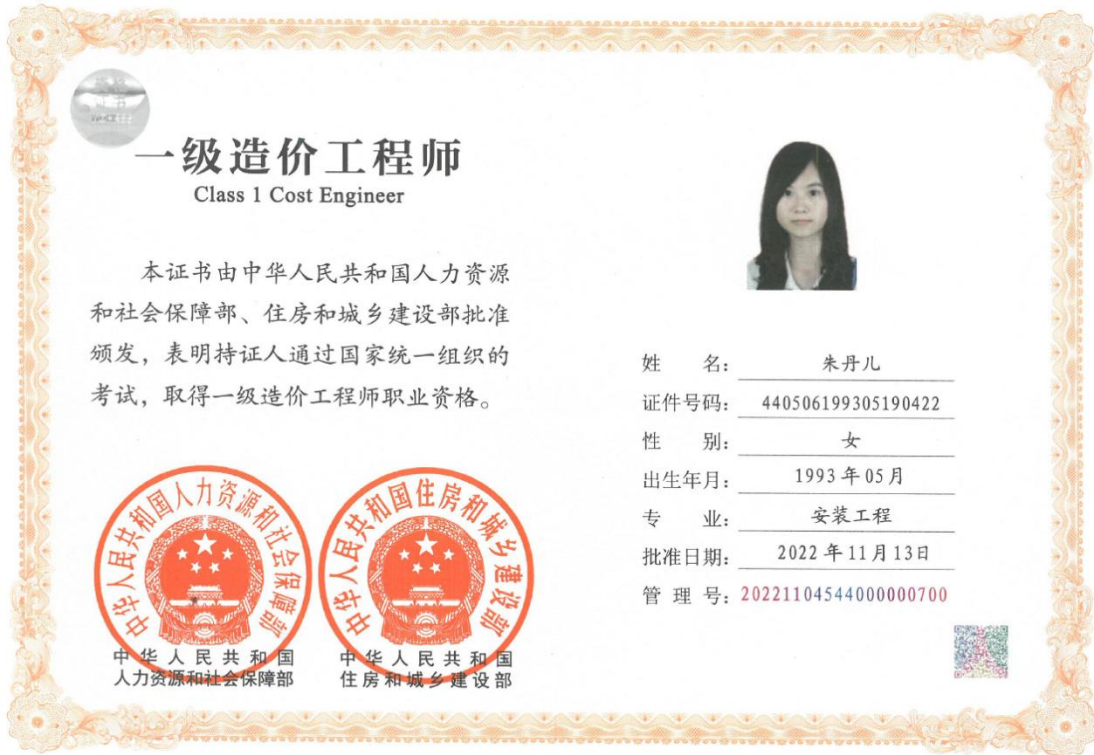 一级造价工程师
Class 1 Cost Engineer
本证书由中华人民共和国人力资源
和社会保障部、住房和城乡建设部批准
颁发，表明持证人通过国家统一组织的
考试，取得一级造价工程师职业资格。
中华人民共和国人力资源和社会保障部
中华人民共和国住房和城乡建设部
中华人民共和国
人力资源和社会保障部
中华人民共和国
住房和城乡建设部
姓 名：朱丹儿
证件号码：440506199305190422
性 别：女
出生年月：1993年05月
专 业：安装工程
批准日期：2022年11月13日
管 理 号：20221104544000000700